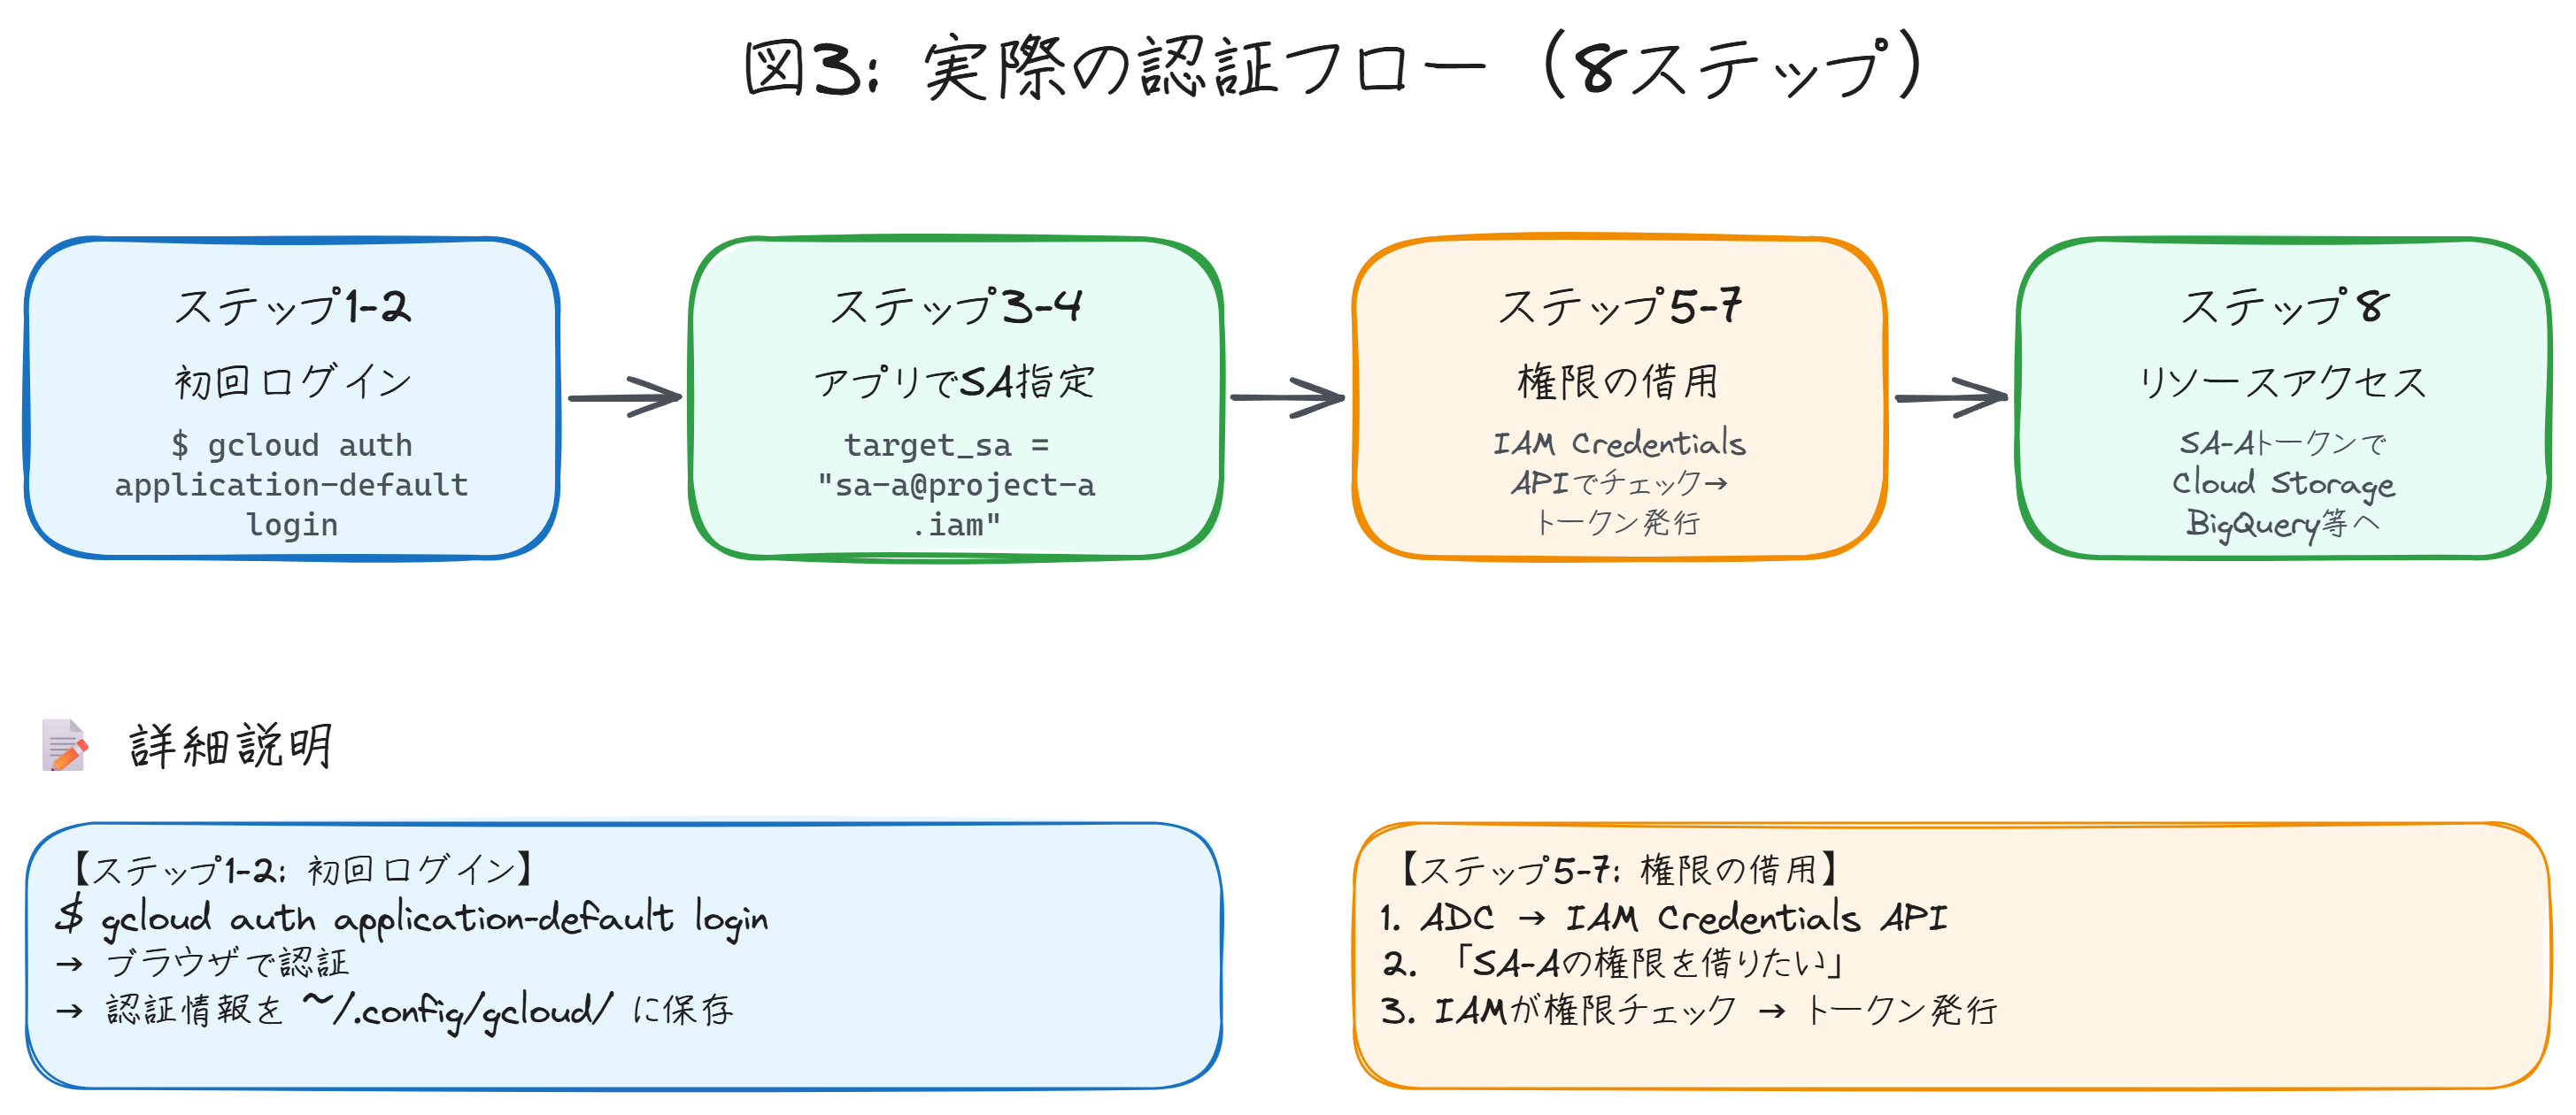 図3: 実際の認証フロー（8ステップ）
ステップ1-2
初回ログイン
$ gcloud auth
application-default
login
ステップ3-4
アプリでSA指定
target_sa =
"sa-a@project-a
.iam"
ステップ5-7
権限の借用
IAM Credentials
APIでチェック→
トークン発行
ステップ8
リソースアクセス
SA-Aトークンで
Cloud Storage
BigQuery等へ
📝 詳細説明
【ステップ1-2: 初回ログイン】
$ gcloud auth application-default login
→ ブラウザで認証
→ 認証情報を ~/.config/gcloud/ に保存
【ステップ5-7: 権限の借用】
1. ADC → IAM Credentials API
2. 「SA-Aの権限を借りたい」
3. IAMが権限チェック → トークン発行